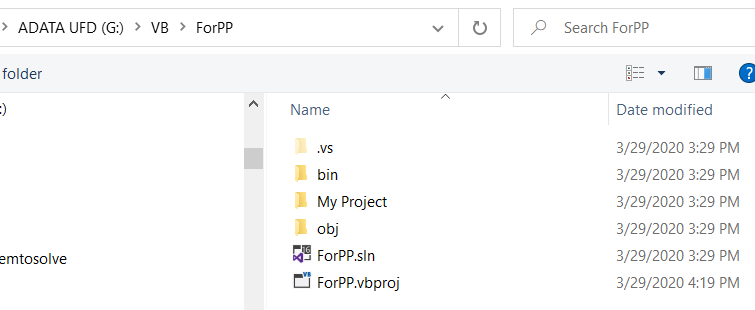 ADATA UFD (G:) > VB > ForPP
Search ForPP
folder
:)
Name
Date modified
.vs
3/29/2020 3:29 PM
bin
3/29/2020 3:29 PM
My Project
3/29/2020 3:29 PM
obj
3/29/2020 3:29 PM
emtosolve
ForPP.sln
3/29/2020 3:29 PM
ForPP.vbproj
3/29/2020 4:19 PM